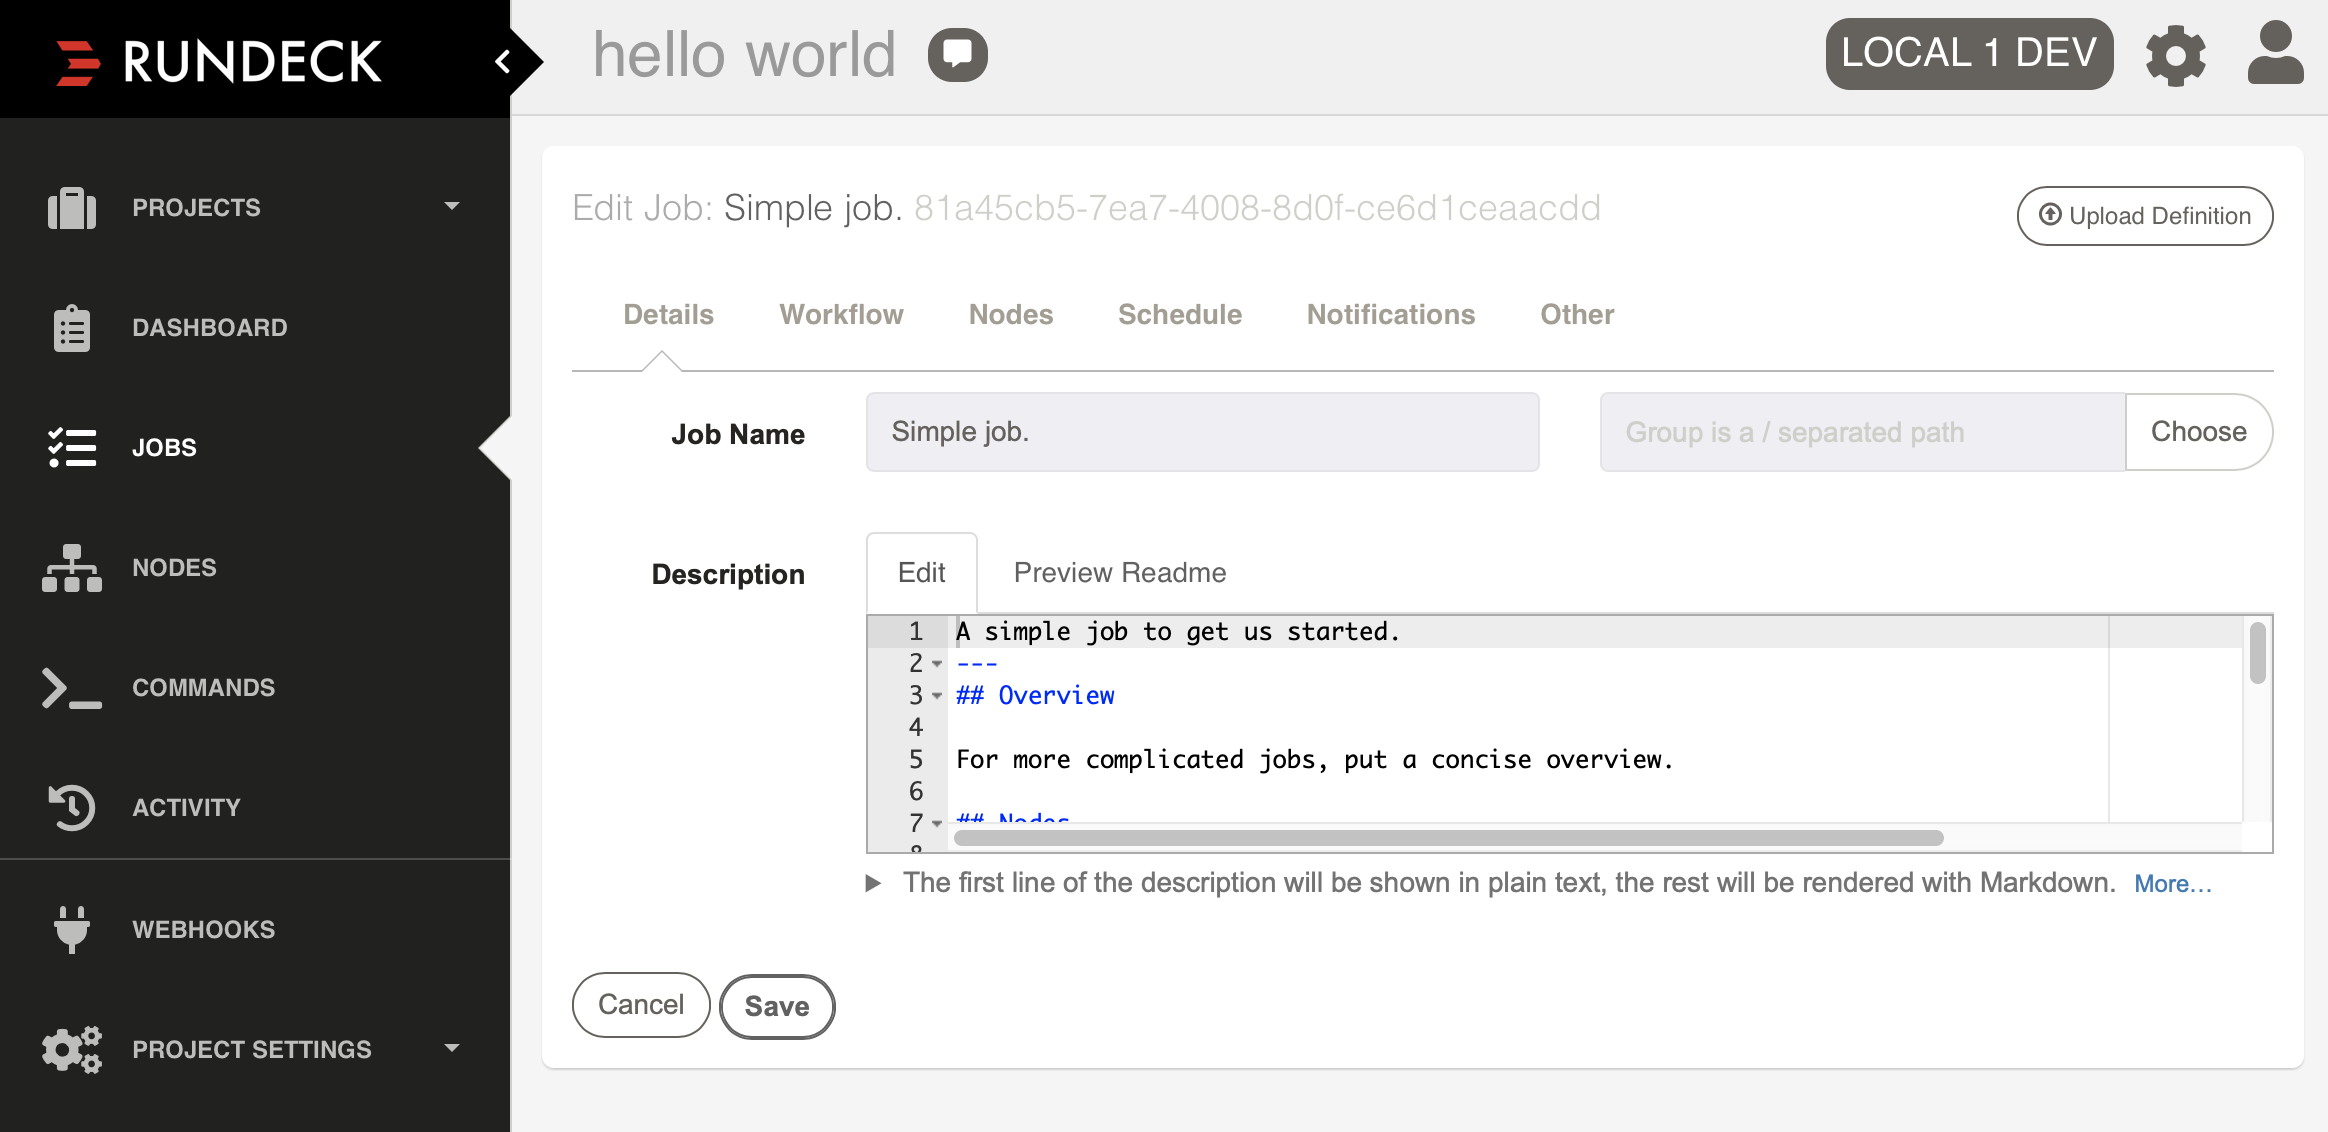 RUNDECK
hello world
LOCAL 1 DEV
PROJECTS
DASHBOARD
JOBS
NODES
COMMANDS
ACTIVITY
WEBHOOKS
PROJECT SETTINGS
Edit Job: Simple job. 81a45cb5-7ea7-4008-8d0f-ce6d1ceaacdd
Upload Definition
Details Workflow Nodes Schedule Notifications Other
Job Name Simple job. Group is a / separated path Choose
Description Edit Preview Readme
1 A simple job to get us started.
2 ---
3 ## Overview
4
5 For more complicated jobs, put a concise overview.
6
7 ## Nodes
8
The first line of the description will be shown in plain text, the rest will be rendered with Markdown. More...
Cancel Save